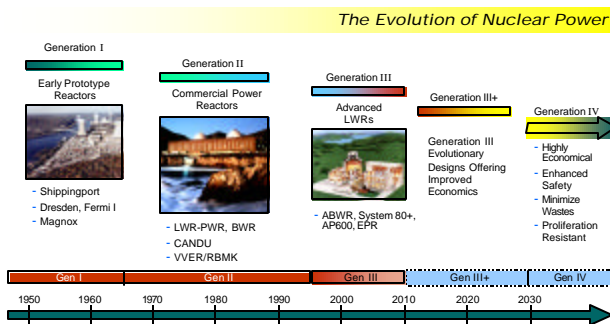 The Evolution of Nuclear Power
Generation I
Early Prototype
Reactors
- Shippingport
- Dresden, Fermi I
- Magnox
Generation II
Commercial Power
Reactors
- LWR-PWR, BWR
- CANDU
- VVER/RBMK
Generation III
Advanced
LWRs
- ABWR, System 80+,
AP600, EPR
Generation III+
Generation III
Evolutionary
Designs Offering
Improved
Economics
Generation IV
- Highly
Economical
- Enhanced
Safety
- Minimize
Wastes
- Proliferation
Resistant
Gen I Gen II Gen III Gen III+ Gen IV
1950 1960 1970 1980 1990 2000 2010 2020 2030